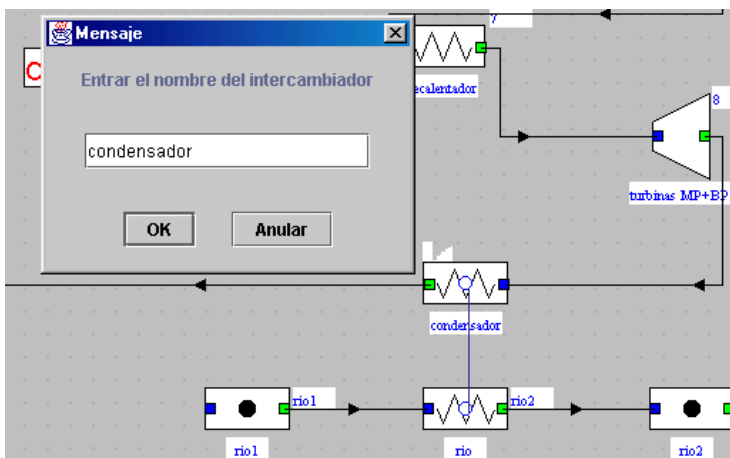 7
Mensaje
C
Entrar el nombre del intercambiador
ecalentador
8
condensador
turbinas MP+BP
OK Anular
condensador
rio1 rio2
rio1 rio rio2